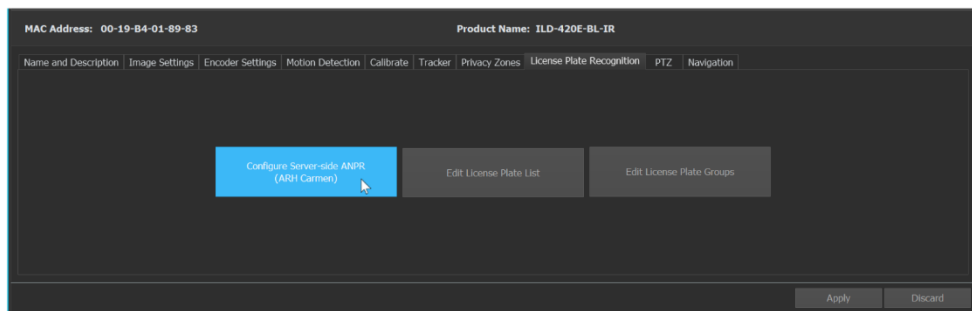 MAC Address: 00-19-B4-01-89-83 Product Name: ILD-420E-BL-IR
Name and Description Image Settings Encoder Settings Motion Detection Calibrate Tracker Privacy Zones License Plate Recognition PTZ Navigation
Configure Server-side ANPR
(ARH Carmen)
Edit License Plate List
Edit License Plate Groups
Apply Discard